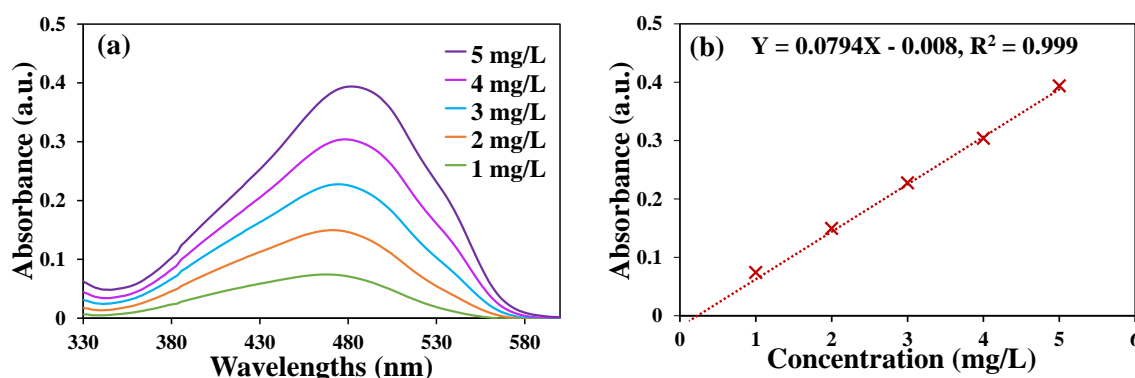 (a)
0.5
0.4
0.3
0.2
0.1
0
Absorbance (a.u.)
5 mg/L
4 mg/L
3 mg/L
2 mg/L
1 mg/L
330
380
430
480
530
580
Wavelengths (nm)
(b)
Y = 0.0794X - 0.008, R² = 0.999
0.5
0.4
0.3
0.2
0.1
0
Absorbance (a.u.)
0
1
2
3
4
5
6
Concentration (mg/L)